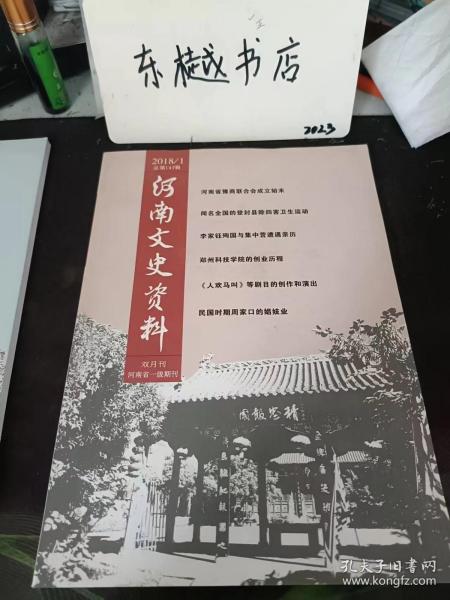 东樾书店
2023
2018/1
总第147辑
河南文史资料
双月刊
河南省一级期刊
河南省豫商联合会成立始末
闻名全国的登封县除四害卫生运动
李家钰殉国与集中营遭遇亲历
郑州科技学院的创业历程
《人欢马叫》等剧目的创作和演出
民国时期周家口的娼妓业
孔夫子旧书网
www.kongfz.com